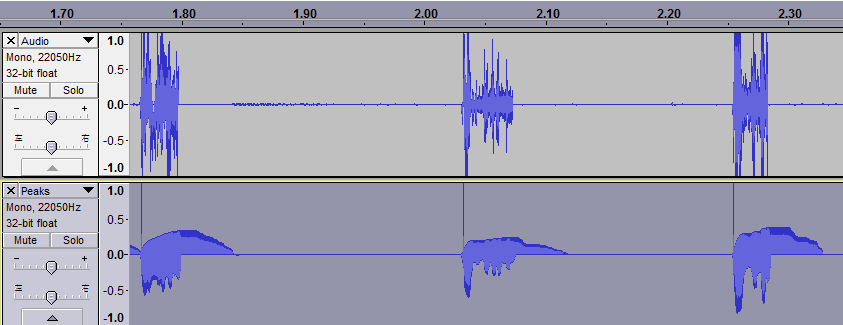 1.70 1.80 1.90 2.00 2.10 2.20 2.30
× Audio
Mono, 22050Hz
32-bit float
Mute Solo
- +
1.0
0.5-
0.0-
-0.5-
-1.0
× Peaks
Mono, 22050Hz
32-bit float
Mute Solo
- +
1.0
0.5-
0.0-
-0.5-
-1.0